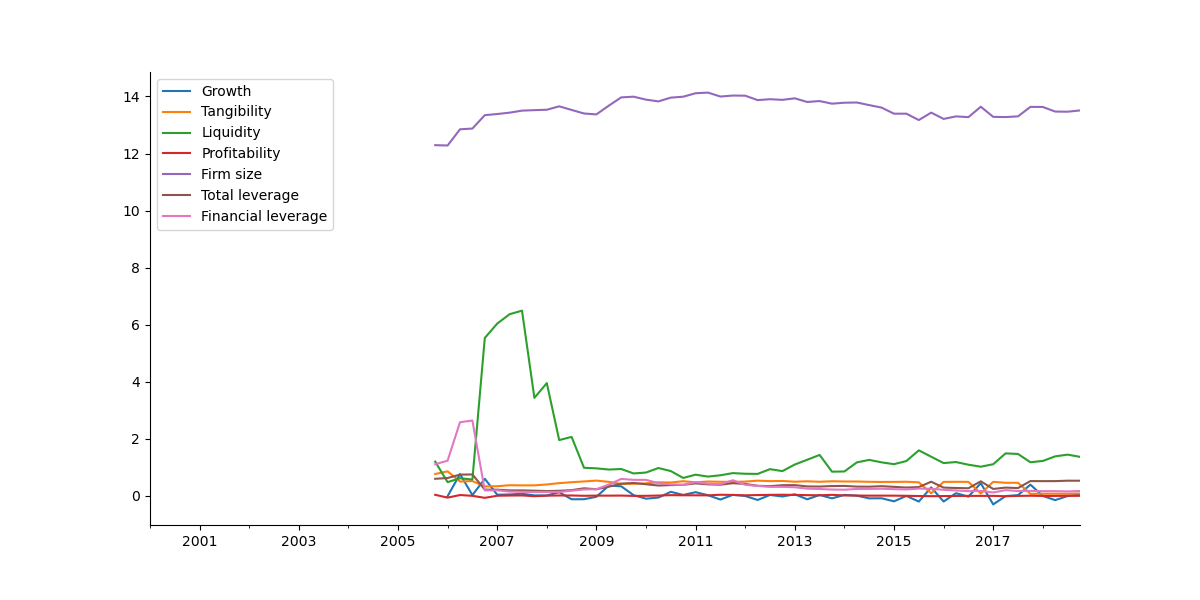 14
12
10
8
6
4
2
0
Growth
Tangibility
Liquidity
Profitability
Firm size
Total leverage
Financial leverage
2001 2003 2005 2007 2009 2011 2013 2015 2017